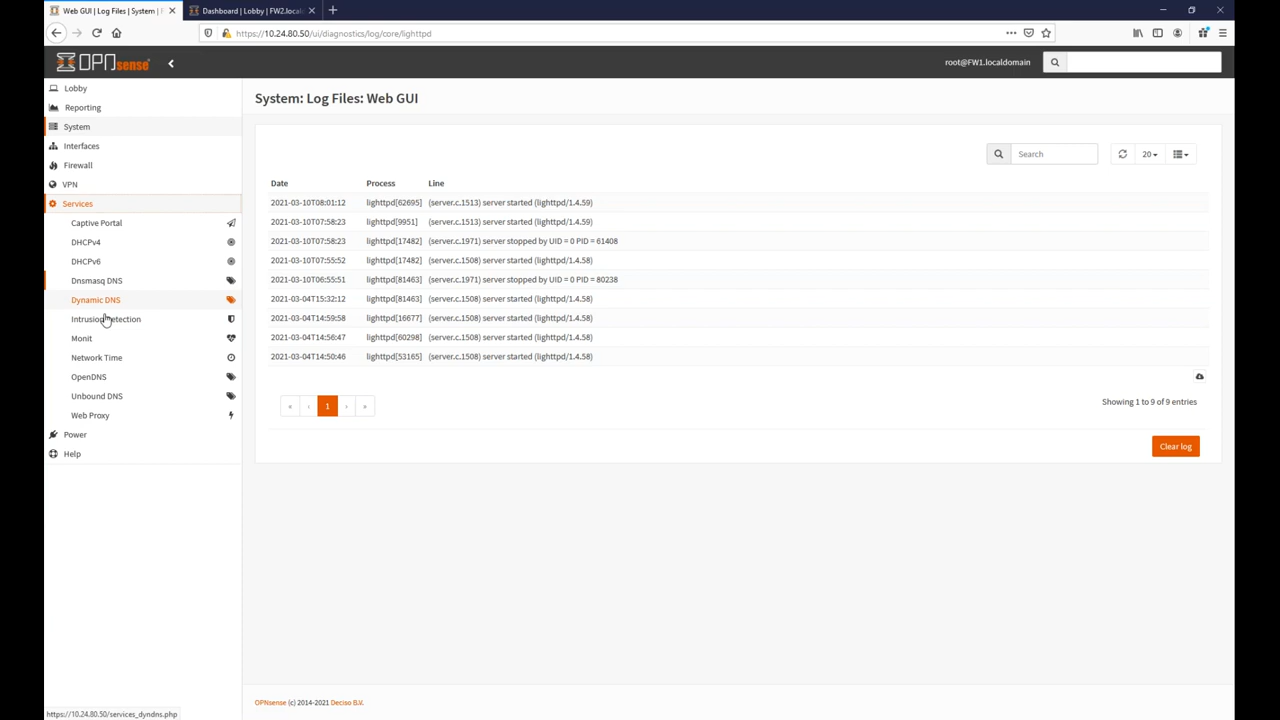 Web GUI | Log Files | System |
Dashboard | Lobby | FW2.local
https://10.24.80.50/ui/diagnostics/log/core/lighttpd
OPNsense
root@FW1.localdomain
Lobby
Reporting
System
Interfaces
Firewall
VPN
Services
Captive Portal
DHCPv4
DHCPv6
Dnsmasq DNS
Dynamic DNS
Intrusion Detection
Monit
Network Time
OpenDNS
Unbound DNS
Web Proxy
Power
Help
System: Log Files: Web GUI
Search
20
Date Process Line
2021-03-10T08:01:12 lighttpd[62695] (server.c.1513) server started (lighttpd/1.4.59)
2021-03-10T07:58:23 lighttpd[9951] (server.c.1513) server started (lighttpd/1.4.59)
2021-03-10T07:58:23 lighttpd[17482] (server.c.1971) server stopped by UID = 0 PID = 61408
2021-03-10T07:55:52 lighttpd[17482] (server.c.1508) server started (lighttpd/1.4.58)
2021-03-10T06:55:51 lighttpd[81463] (server.c.1971) server stopped by UID = 0 PID = 80238
2021-03-04T15:32:12 lighttpd[81463] (server.c.1508) server started (lighttpd/1.4.58)
2021-03-04T14:59:58 lighttpd[16677] (server.c.1508) server started (lighttpd/1.4.58)
2021-03-04T14:56:47 lighttpd[60298] (server.c.1508) server started (lighttpd/1.4.58)
2021-03-04T14:50:46 lighttpd[53165] (server.c.1508) server started (lighttpd/1.4.58)
« ‹ 1 › »
Showing 1 to 9 of 9 entries
Clear log
OPNsense (c) 2014-2021 Deciso B.V.
https://10.24.80.50/services_dyndns.php